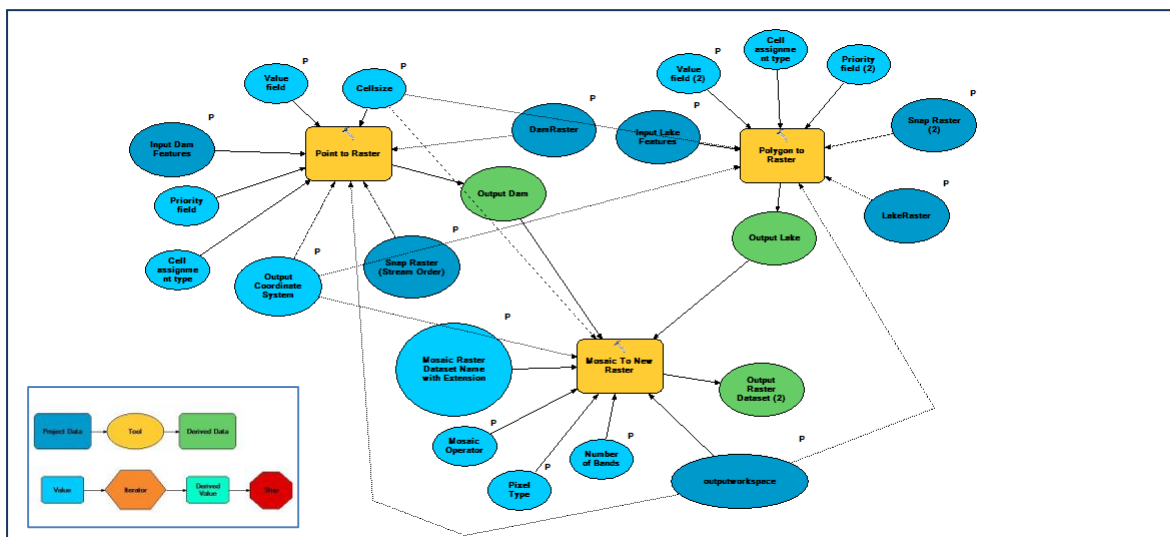 P
Cell
assignme
nt type
P
Value
field
P
Cellsize
P
Value
field (2)
Priority
field (2)
P
Input Dam
Features
Point to Raster
P
DamRaster
P
Input Lake
Features
Polygon to
Raster
P
Snap Raster
(2)
Priority
field
Output Dam
P
LakeRaster
Cell
assignme
nt type
P
Output
Coordinate
System
P
Snap Raster
(Stream Order)
Output Lake
P
Mosaic Raster
Dataset Name
with Extension
Mosaic To New
Raster
Output
Raster
Dataset (2)
P
Mosaic
Operator
P
Number
of Bands
P
Pixel
Type
P
outputworkspace
Project Data
Tool
Derived Data
Value
Iterator
Derived
Value
Stop